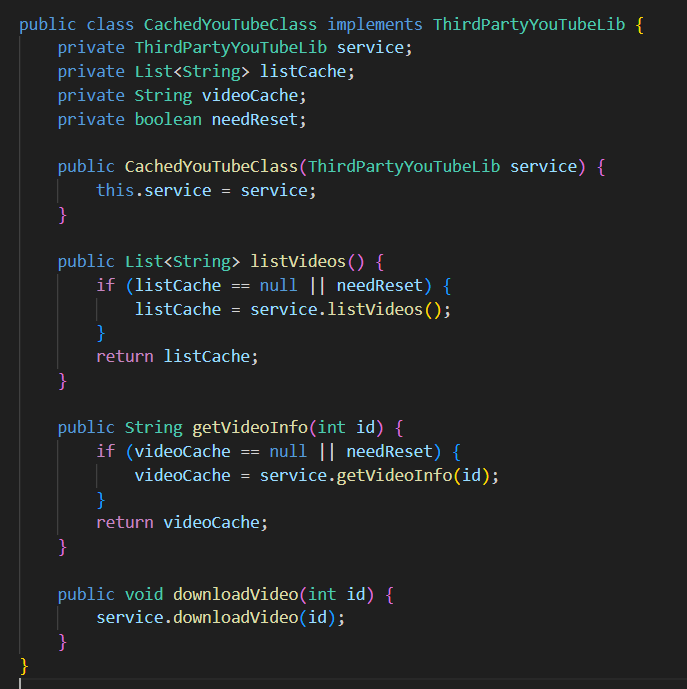 public class CachedYouTubeClass implements ThirdPartyYouTubeLib {
    private ThirdPartyYouTubeLib service;
    private List<String> listCache;
    private String videoCache;
    private boolean needReset;

    public CachedYouTubeClass(ThirdPartyYouTubeLib service) {
        this.service = service;
    }

    public List<String> listVideos() {
        if (listCache == null || needReset) {
            listCache = service.listVideos();
        }
        return listCache;
    }

    public String getVideoInfo(int id) {
        if (videoCache == null || needReset) {
            videoCache = service.getVideoInfo(id);
        }
        return videoCache;
    }

    public void downloadVideo(int id) {
        service.downloadVideo(id);
    }
}